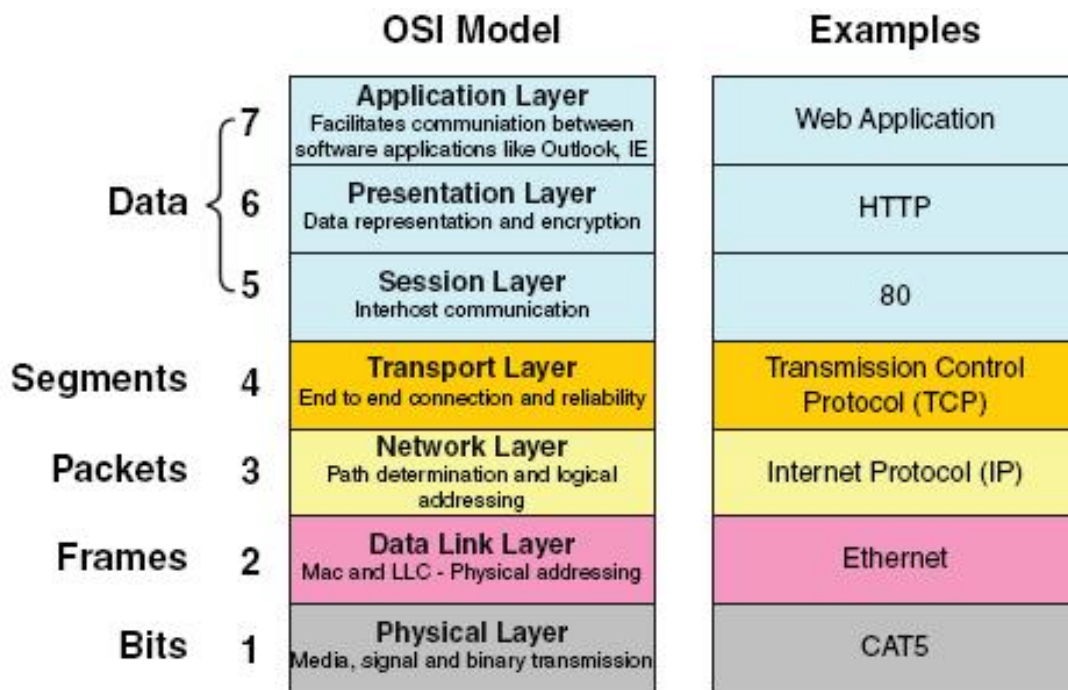 OSI Model
Examples
Data
7
Application Layer
Facilitates communiation between
software applications like Outlook, IE
Web Application
6
Presentation Layer
Data representation and encryption
HTTP
5
Session Layer
Interhost communication
80
Segments
4
Transport Layer
End to end connection and reliability
Transmission Control
Protocol (TCP)
Packets
3
Network Layer
Path determination and logical
addressing
Internet Protocol (IP)
Frames
2
Data Link Layer
Mac and LLC - Physical addressing
Ethernet
Bits
1
Physical Layer
Media, signal and binary transmission
CAT5